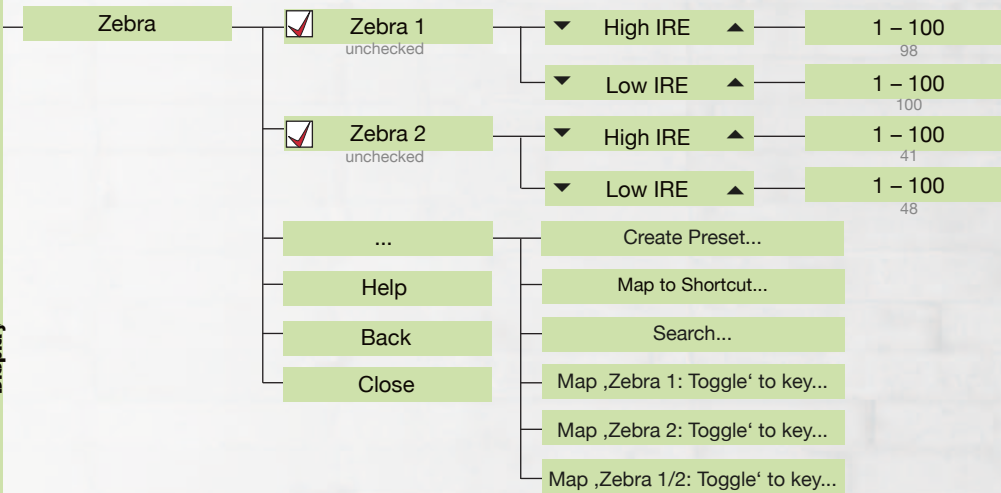 Zebra
Zebra 1
unchecked
High IRE
1 – 100
98
Low IRE
1 – 100
100
Zebra 2
unchecked
High IRE
1 – 100
41
Low IRE
1 – 100
48
...
Create Preset...
Help
Map to Shortcut...
Back
Search...
Close
Map ‚Zebra 1: Toggle‘ to key...
Map ‚Zebra 2: Toggle‘ to key...
Map ‚Zebra 1/2: Toggle‘ to key...